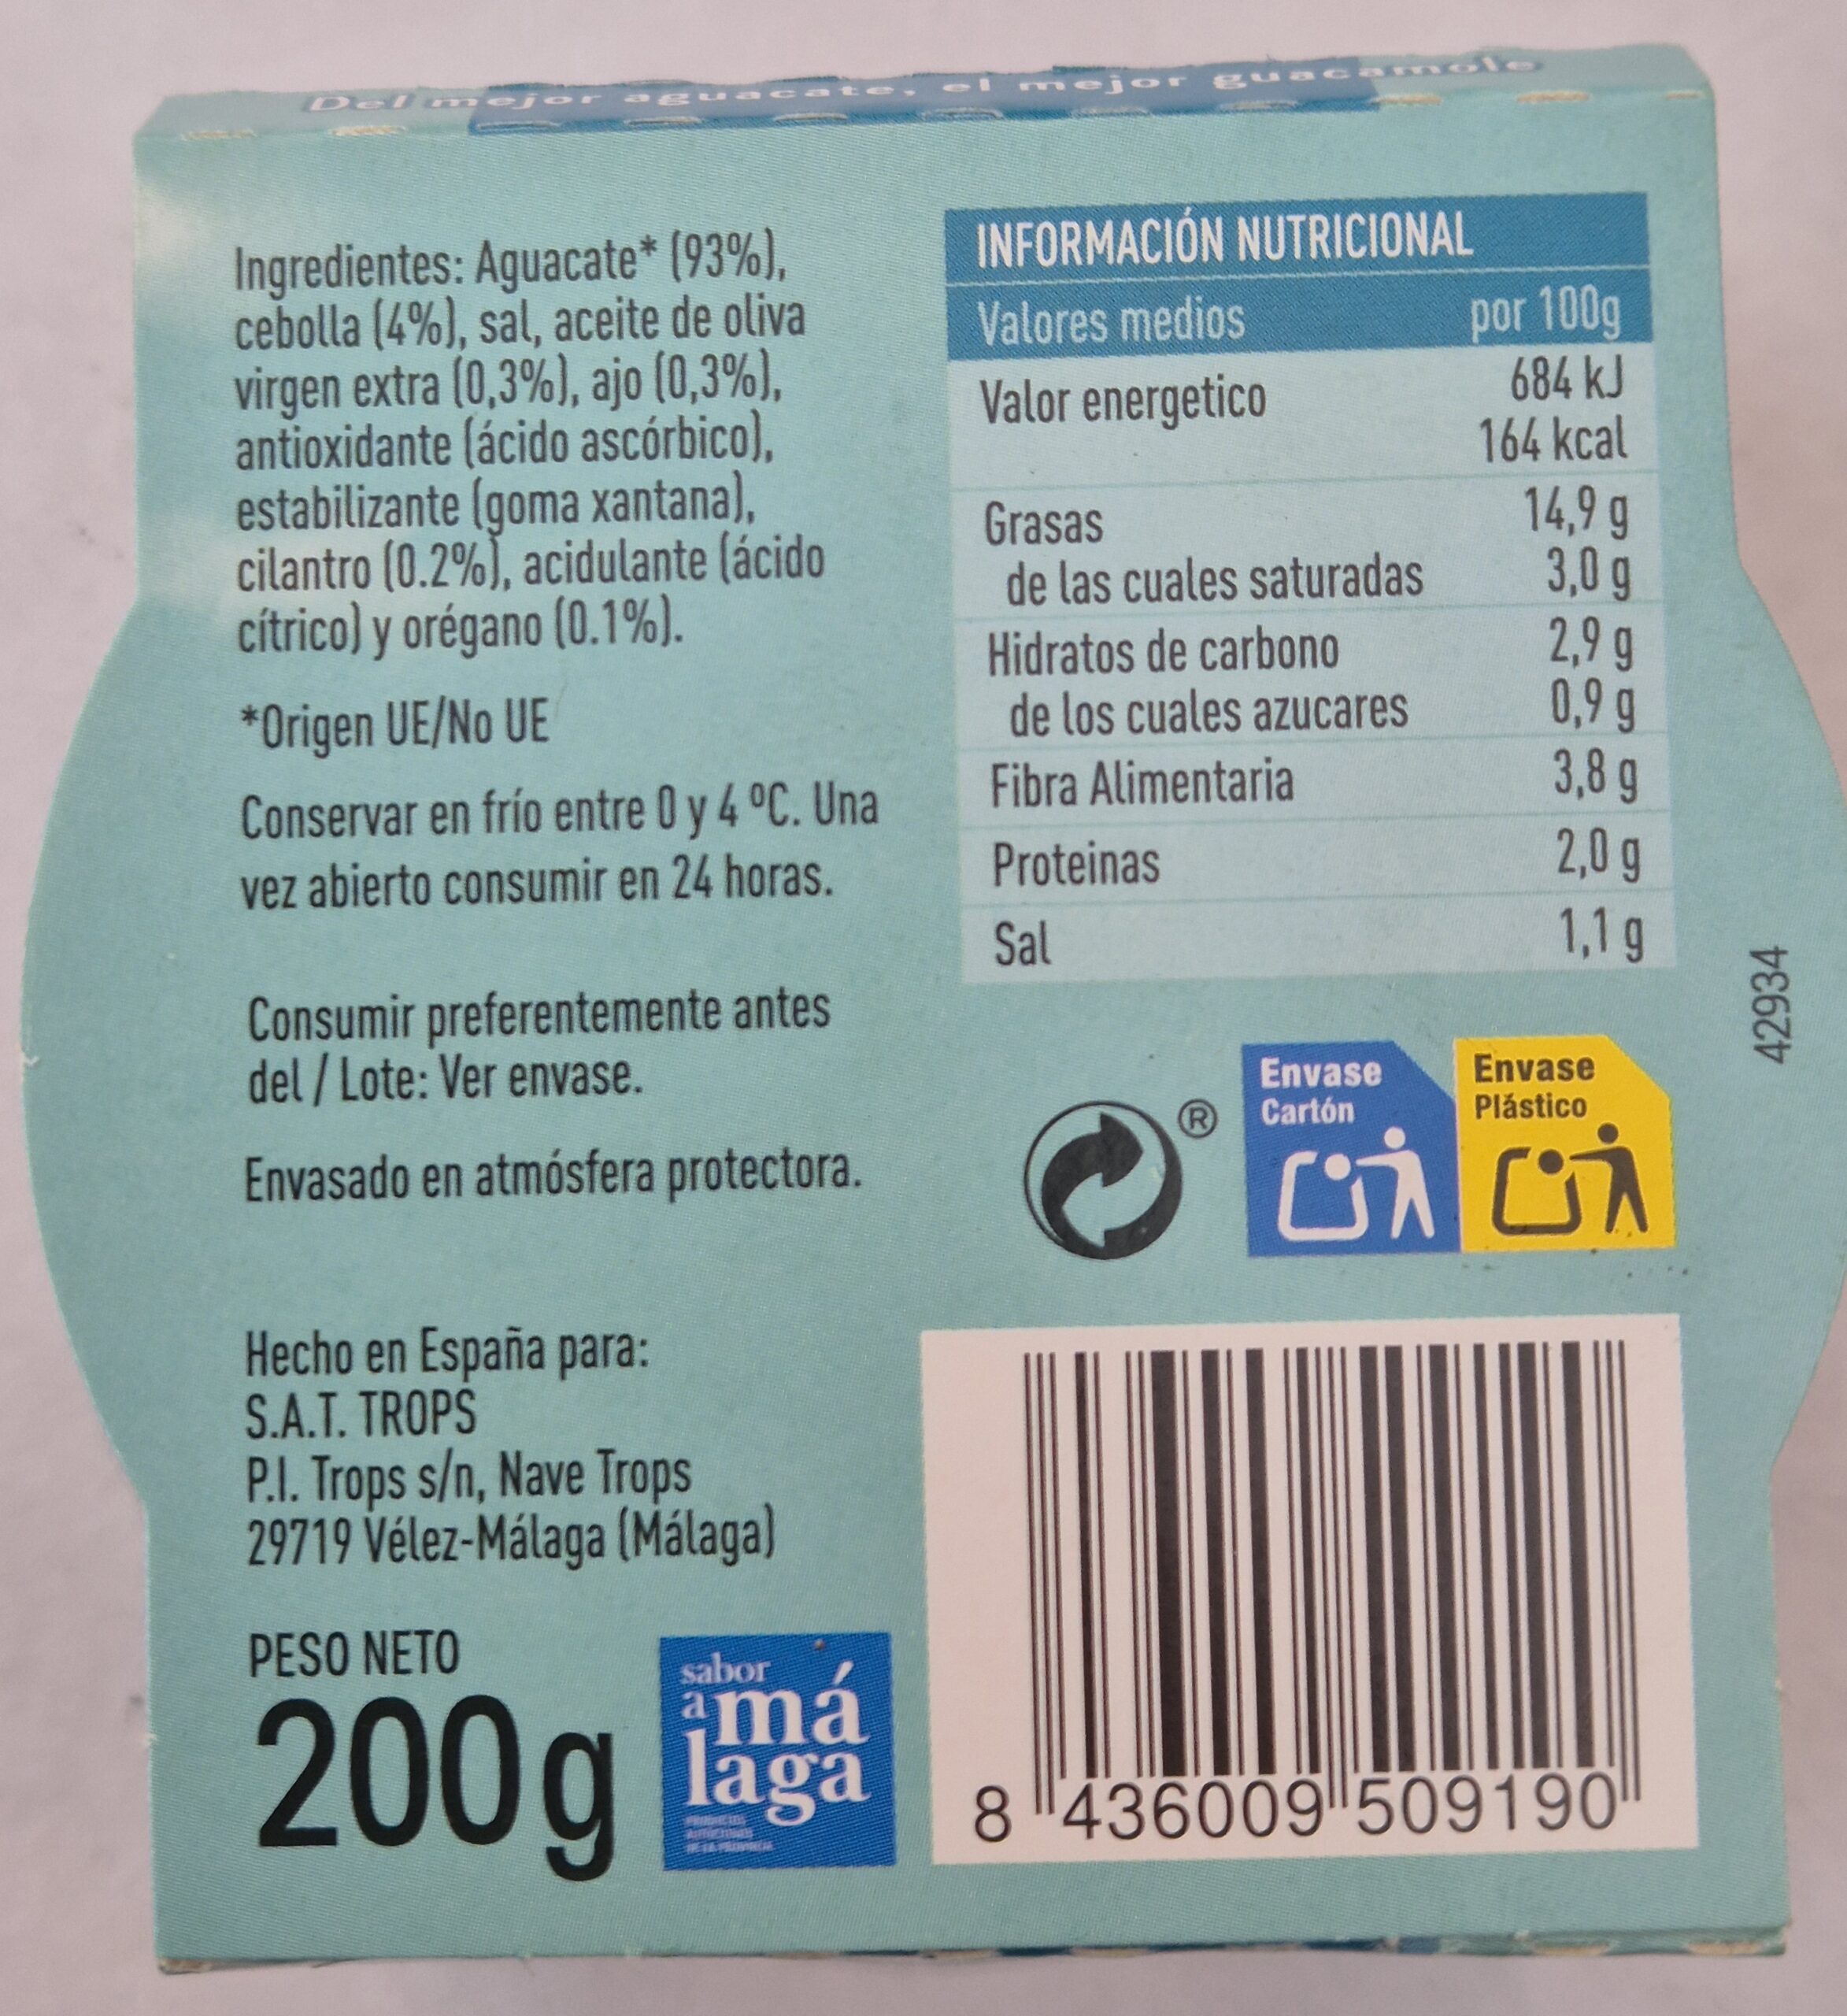 Del mejor aguacate, el mejor guacamole
Ingredientes: Aguacate* (93%),
cebolla (4%), sal, aceite de oliva
virgen extra (0,3%), ajo (0,3%),
antioxidante (ácido ascórbico),
estabilizante (goma xantana),
cilantro (0.2%), acidulante (ácido
cítrico) y orégano (0.1%).
*Origen UE/No UE
Conservar en frío entre 0 y 4 ºC. Una
vez abierto consumir en 24 horas.
Consumir preferentemente antes
del / Lote: Ver envase.
Envasado en atmósfera protectora.
Hecho en España para:
S.A.T. TROPS
P.I. Trops s/n, Nave Trops
29719 Vélez-Málaga (Málaga)
PESO NETO
200g
sabor
a má
laga
INFORMACIÓN NUTRICIONAL
Valores medios por 100g
Valor energetico 684 kJ
164 kcal
Grasas 14,9 g
de las cuales saturadas 3,0 g
Hidratos de carbono 2,9 g
de los cuales azucares 0,9 g
Fibra Alimentaria 3,8 g
Proteinas 2,0 g
Sal 1,1 g
42934
®
Envase
Cartón
Envase
Plástico
8 436009 509190